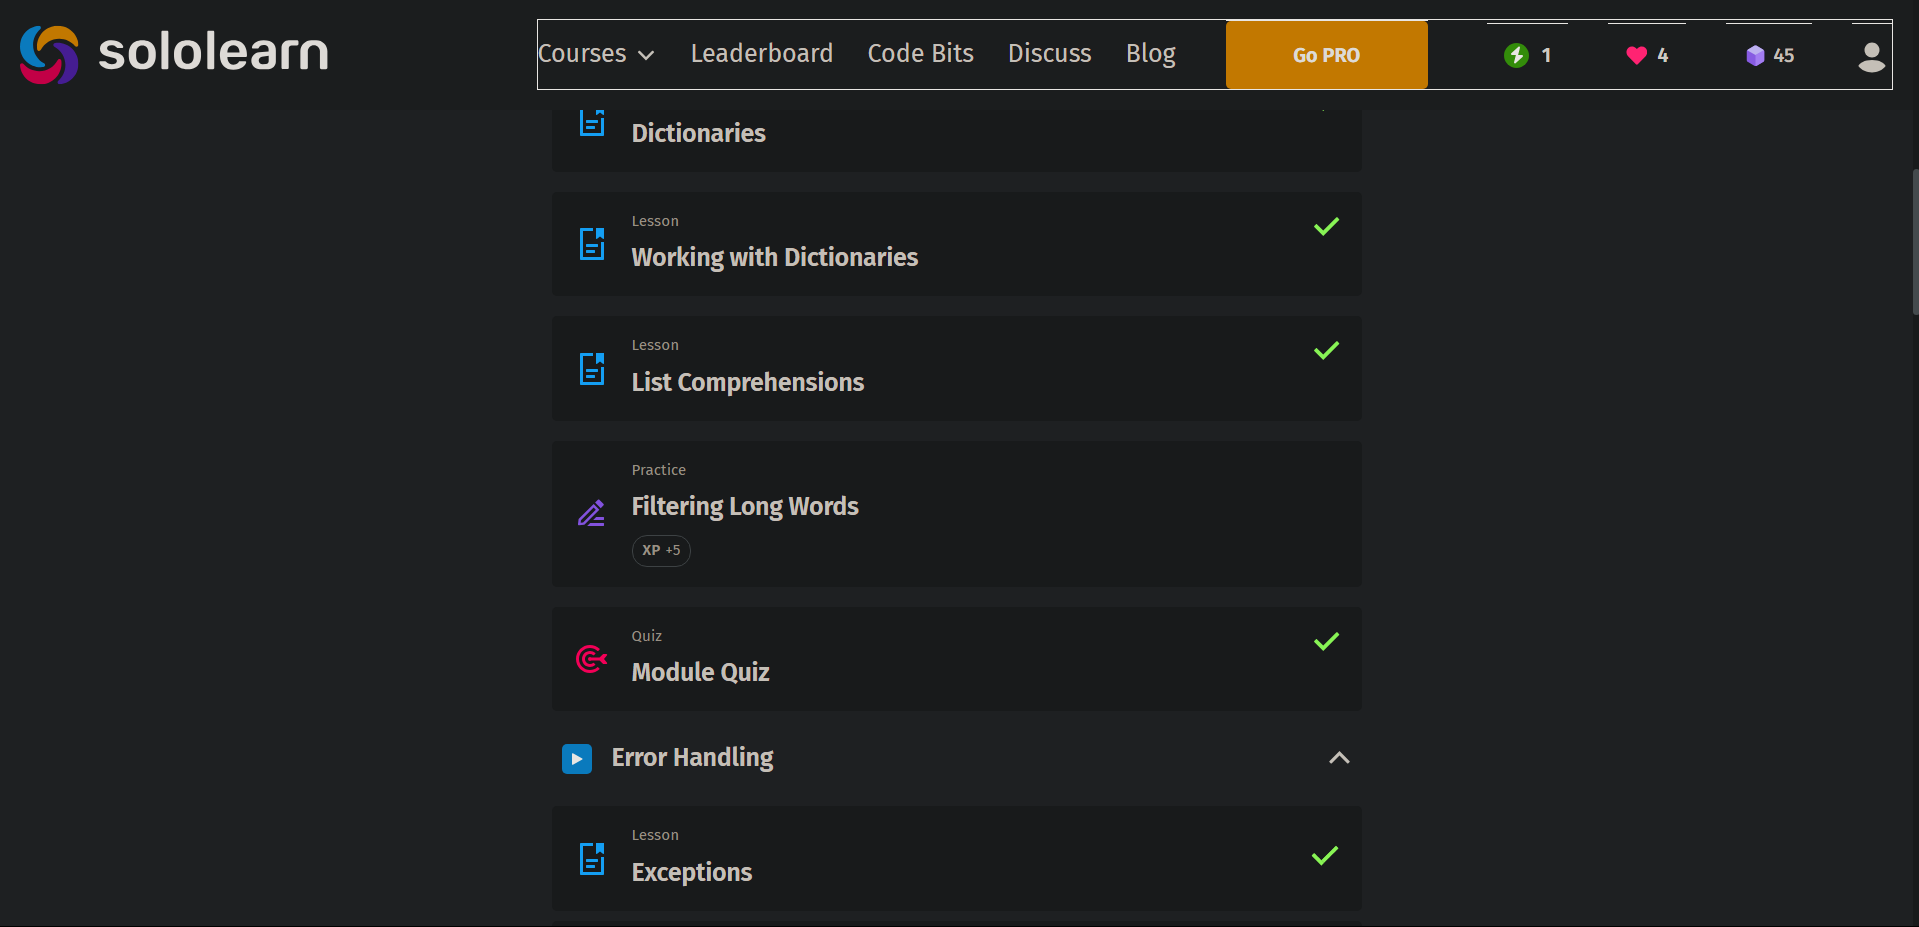 sololearn
Courses Leaderboard Code Bits Discuss Blog Go PRO 1 4 45
Dictionaries
Lesson
Working with Dictionaries
Lesson
List Comprehensions
Practice
Filtering Long Words
XP +5
Quiz
Module Quiz
Error Handling
Lesson
Exceptions